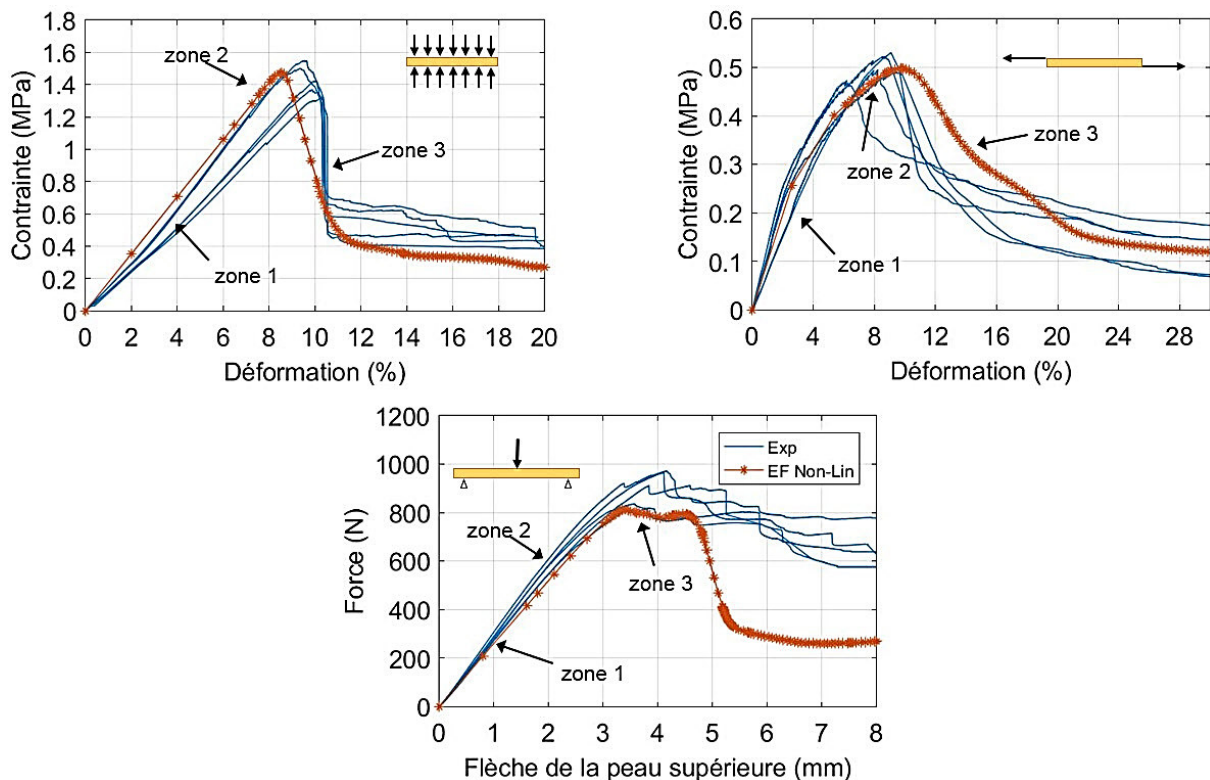 1.8
1.6
1.4
1.2
1
0.8
0.6
0.4
0.2
0
Contrainte (MPa)
zone 2
zone 3
zone 1
0 2 4 6 8 10 12 14 16 18 20
Déformation (%)
0.6
0.5
0.4
0.3
0.2
0.1
0
Contrainte (MPa)
zone 3
zone 2
zone 1
0 4 8 12 16 20 24 28
Déformation (%)
1200
1000
800
600
400
200
0
Force (N)
Exp
EF Non-Lin
zone 2
zone 3
zone 1
0 1 2 3 4 5 6 7 8
Flèche de la peau supérieure (mm)